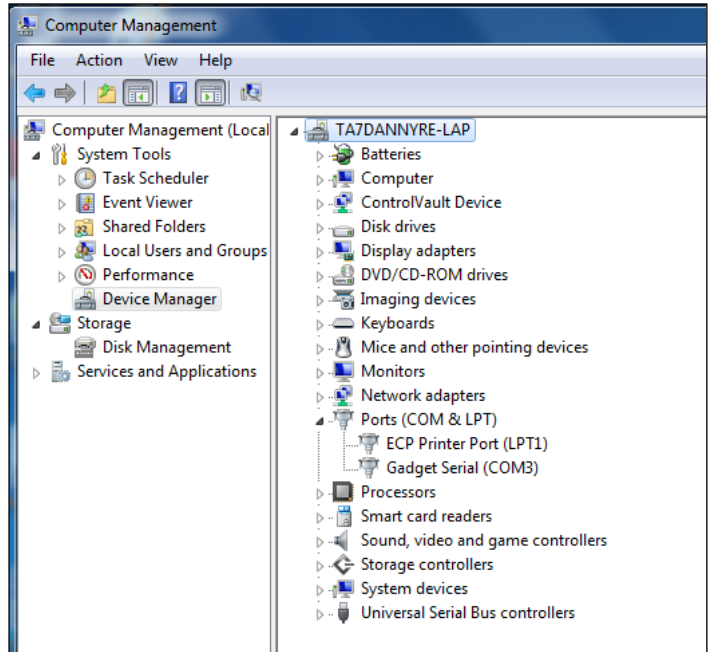 Computer Management
File Action View Help
Computer Management (Local
System Tools
Task Scheduler
Event Viewer
Shared Folders
Local Users and Groups
Performance
Device Manager
Storage
Disk Management
Services and Applications
TA7DANNYRE-LAP
Batteries
Computer
ControlVault Device
Disk drives
Display adapters
DVD/CD-ROM drives
Imaging devices
Keyboards
Mice and other pointing devices
Monitors
Network adapters
Ports (COM & LPT)
ECP Printer Port (LPT1)
Gadget Serial (COM3)
Processors
Smart card readers
Sound, video and game controllers
Storage controllers
System devices
Universal Serial Bus controllers